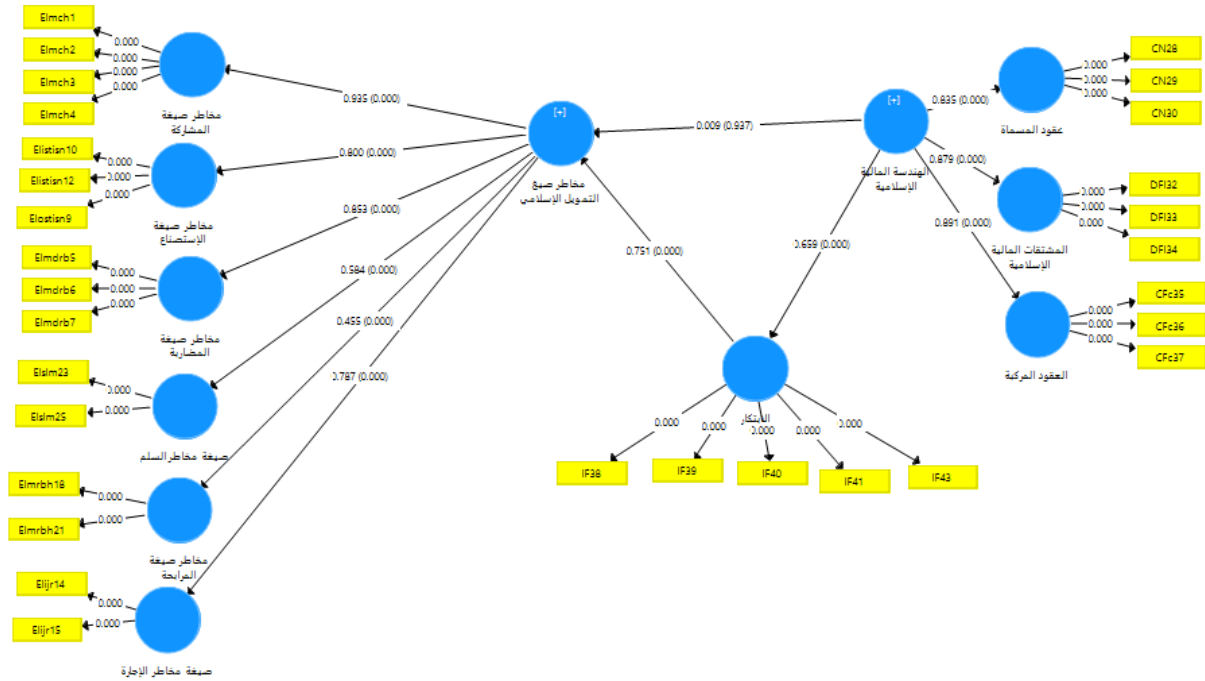 Elmch1
Elmch2
Elmch3
Elmch4
0.000
0.000
0.000
0.000
مخاطر صيغة
المشاركة
Elistisn10
Elistisn12
Elostisn9
0.000
0.000
0.000
مخاطر صيغة
الإستصناع
Elmdrb5
Elmdrb6
Elmdrb7
0.000
0.000
0.000
مخاطر صيغة
المضاربة
Elslm23
Elslm25
0.000
0.000
صيغة مخاطر السلم
Elmrbh18
Elmrbh21
0.000
0.000
مخاطر صيغة
المرابحة
Elijr14
Elijr15
0.000
0.000
صيغة مخاطر الإجارة
0.935 (0.000)
0.800 (0.000)
0.853 (0.000)
0.584 (0.000)
0.455 (0.000)
0.787 (0.000)
[+]
مخاطر صيغ
التمويل الإسلامي
0.009 (0.937)
0.751 (0.000)
0.659 (0.000)
[+]
الهندسة المالية
الإسلامية
0.835 (0.000)
0.879 (0.000)
0.891 (0.000)
عقود المسماة
0.000
0.000
0.000
CN28
CN29
CN30
المشتقات المالية
الإسلامية
0.000
0.000
0.000
DFI32
DFI33
DFI34
العقود المركبة
0.000
0.000
0.000
CFc35
CFc36
CFc37
الابتكار
0.000
0.000
0.000
0.000
0.000
IF38
IF39
IF40
IF41
IF43